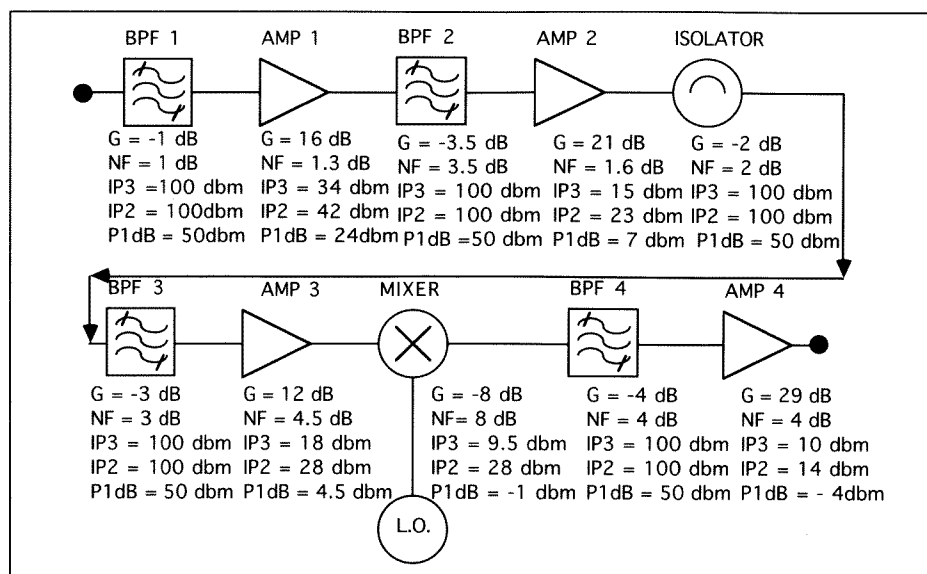 BPF 1 AMP 1 BPF 2 AMP 2 ISOLATOR
G = -1 dB G = 16 dB G = -3.5 dB G = 21 dB G = -2 dB
NF = 1 dB NF = 1.3 dB NF = 3.5 dB NF = 1.6 dB NF = 2 dB
IP3 =100 dbm IP3 = 34 dbm IP3 = 100 dbm IP3 = 15 dbm IP3 = 100 dbm
IP2 = 100dbm IP2 = 42 dbm IP2 = 100 dbm IP2 = 23 dbm IP2 = 100 dbm
P1dB = 50dbm P1dB = 24dbm P1dB =50 dbm P1dB = 7 dbm P1dB = 50 dbm
BPF 3 AMP 3 MIXER BPF 4 AMP 4
G = -3 dB G = 12 dB G = -8 dB G = -4 dB G = 29 dB
NF = 3 dB NF = 4.5 dB NF= 8 dB NF = 4 dB NF = 4 dB
IP3 = 100 dbm IP3 = 18 dbm IP3 = 9.5 dbm IP3 = 100 dbm IP3 = 10 dbm
IP2 = 100 dbm IP2 = 28 dbm IP2 = 28 dbm IP2 = 100 dbm IP2 = 14 dbm
P1dB = 50 dbm P1dB = 4.5 dbm P1dB = -1 dbm P1dB = 50 dbm P1dB = - 4dbm
L.O.